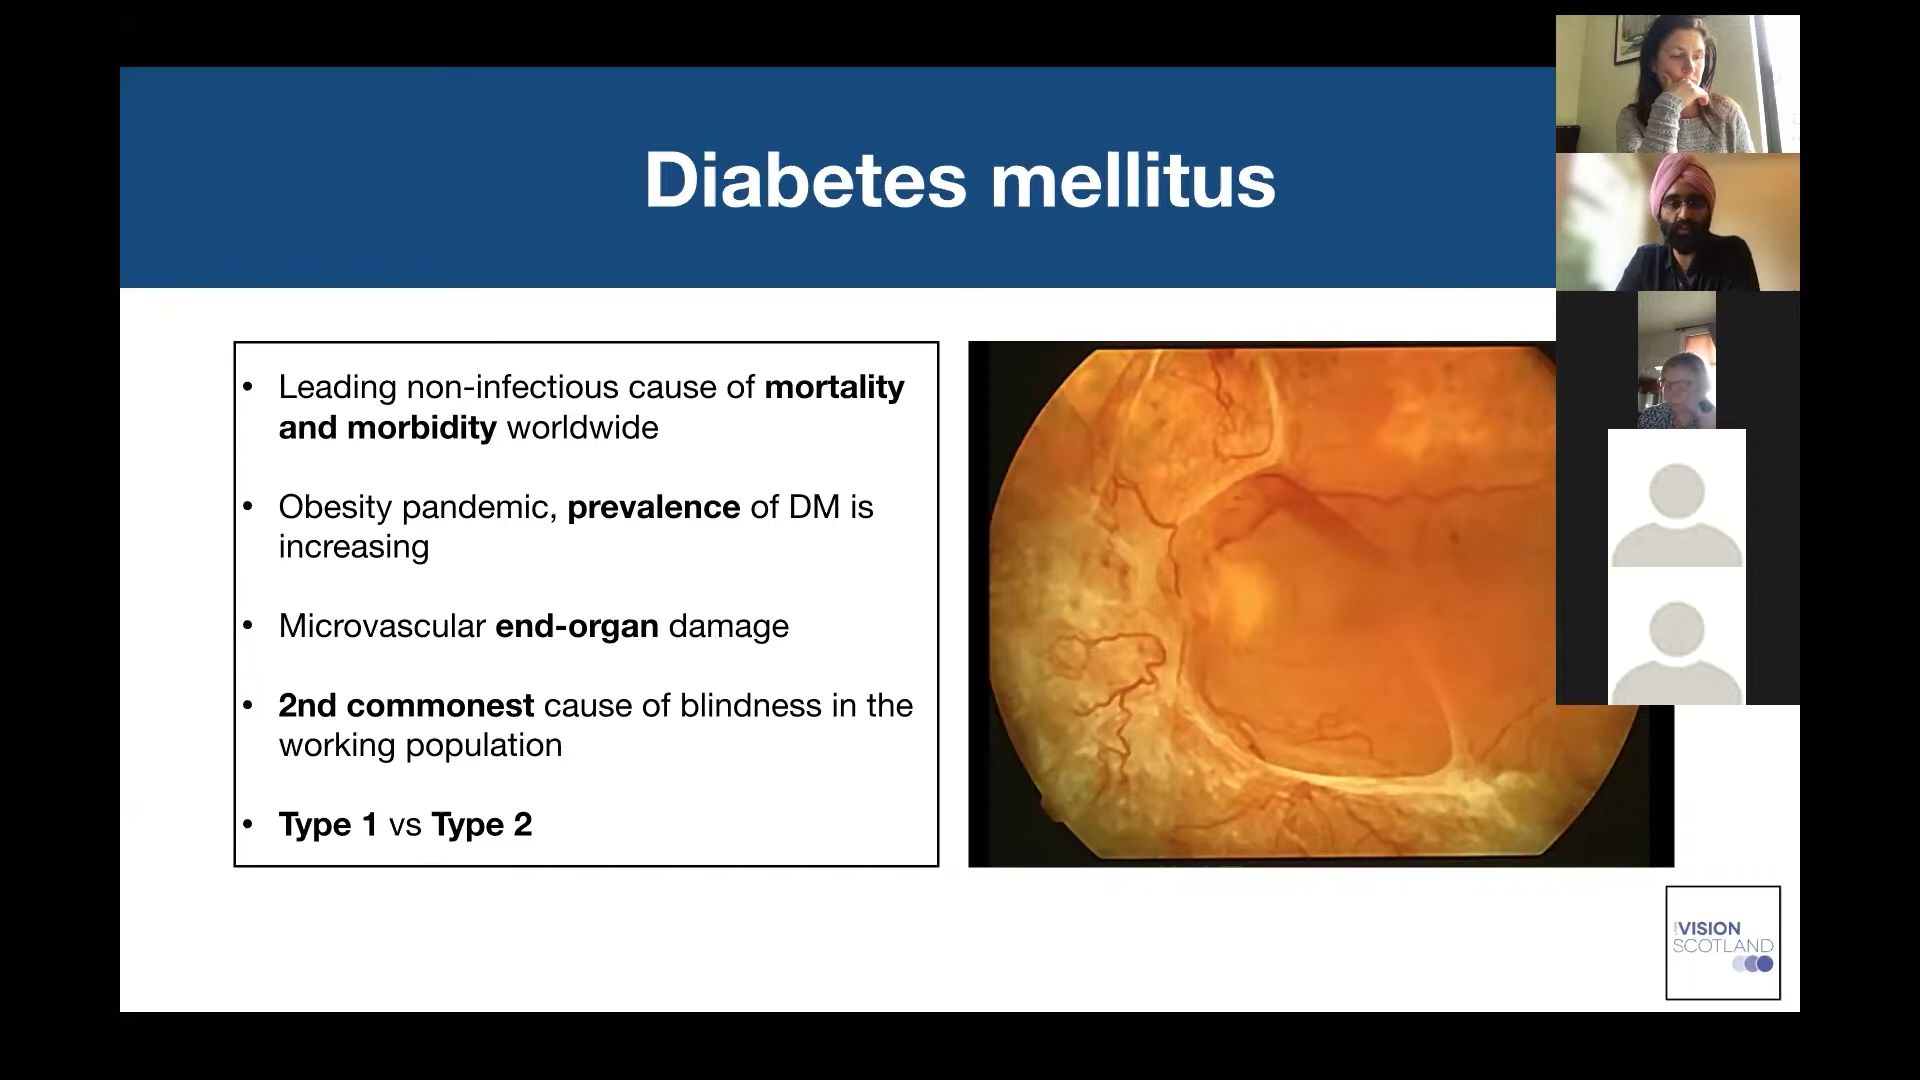 Diabetes mellitus
• Leading non-infectious cause of mortality
and morbidity worldwide
• Obesity pandemic, prevalence of DM is
increasing
• Microvascular end-organ damage
• 2nd commonest cause of blindness in the
working population
• Type 1 vs Type 2
VISION
SCOTLAND